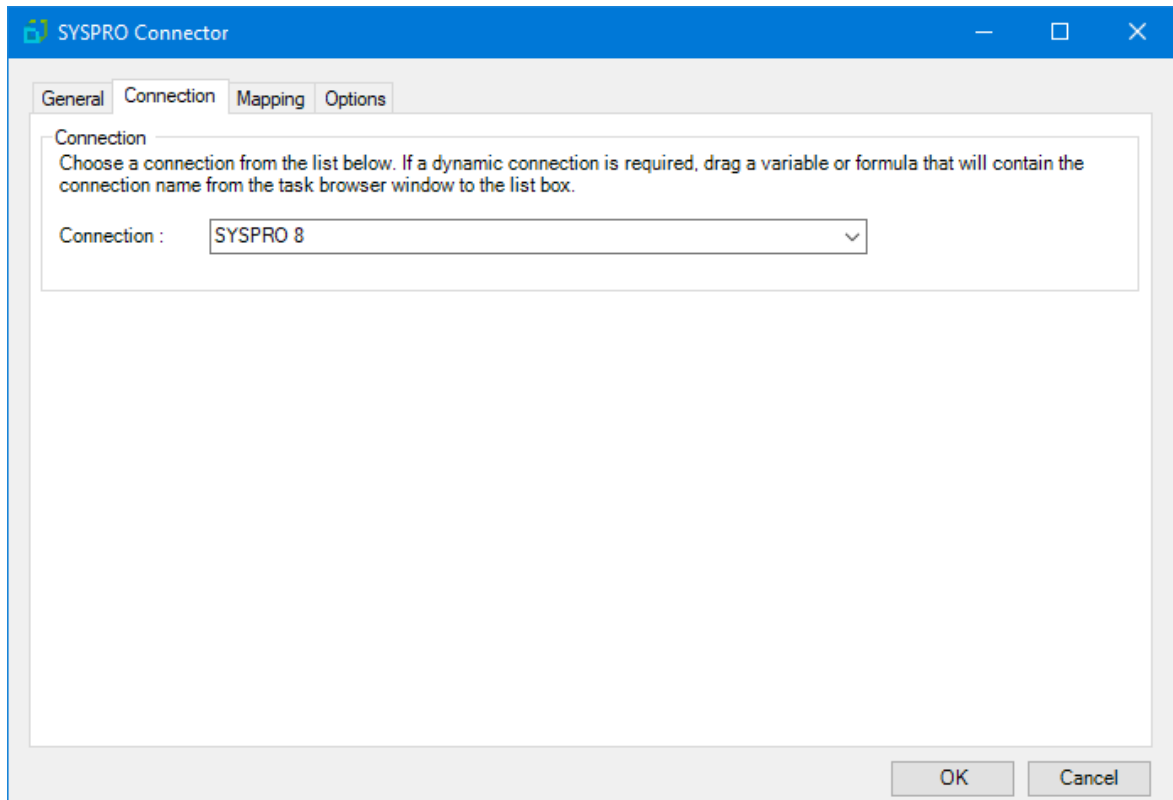 SYSPRO Connector
General Connection Mapping Options
Connection
Choose a connection from the list below. If a dynamic connection is required, drag a variable or formula that will contain the
connection name from the task browser window to the list box.
Connection : SYSPRO 8
OK Cancel